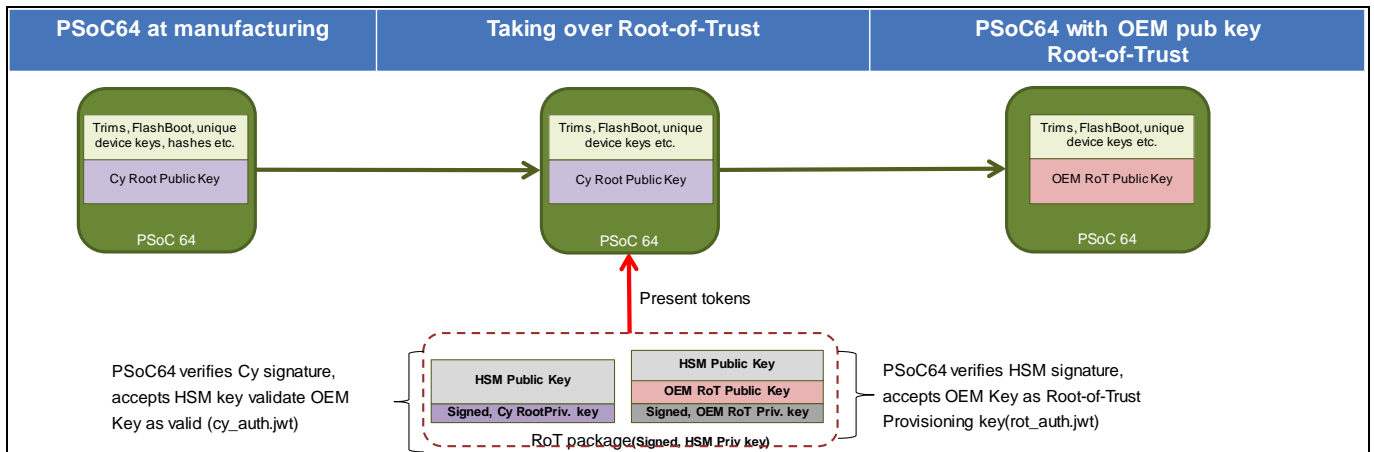 PSoC64 at manufacturing
Taking over Root-of-Trust
PSoC64 with OEM pub key
Root-of-Trust
Trims, FlashBoot, unique
device keys, hashes etc.
Cy Root Public Key
PSoC 64
Trims, FlashBoot, unique
device keys etc.
Cy Root Public Key
PSoC 64
Trims, FlashBoot, unique
device keys etc.
OEM RoT Public Key
PSoC 64
Present tokens
PSoC64 verifies Cy signature,
accepts HSM key validate OEM
Key as valid (cy_auth.jwt)
HSM Public Key
Signed, Cy RootPriv. key
HSM Public Key
OEM RoT Public Key
Signed, OEM RoT Priv. key
RoT package(Signed, HSM Priv key)
PSoC64 verifies HSM signature,
accepts OEM Key as Root-of-Trust
Provisioning key(rot_auth.jwt)